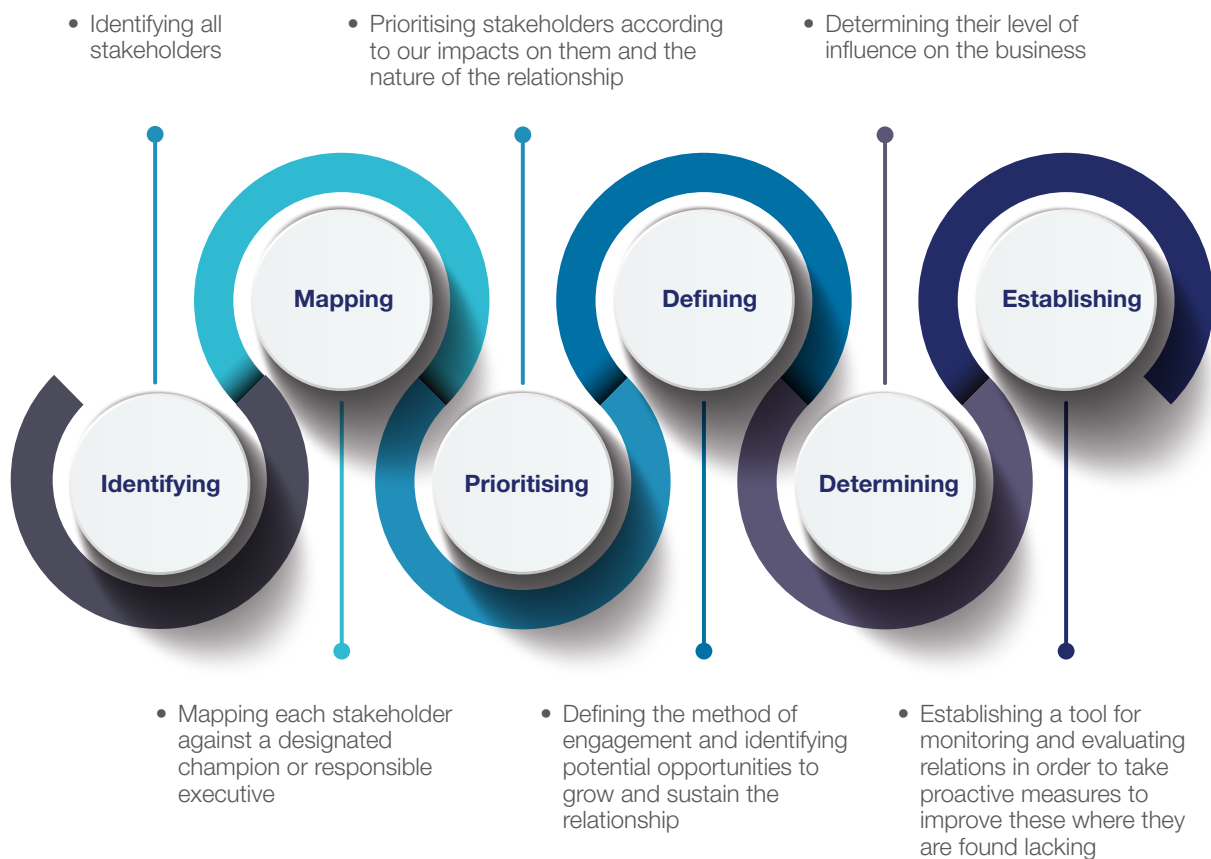 • Identifying all
stakeholders
• Prioritising stakeholders according
to our impacts on them and the
nature of the relationship
• Determining their level of
influence on the business
Mapping
Defining
Establishing
Identifying
Prioritising
Determining
• Mapping each stakeholder
against a designated
champion or responsible
executive
• Defining the method of
engagement and identifying
potential opportunities to
grow and sustain the
relationship
• Establishing a tool for
monitoring and evaluating
relations in order to take
proactive measures to
improve these where they
are found lacking